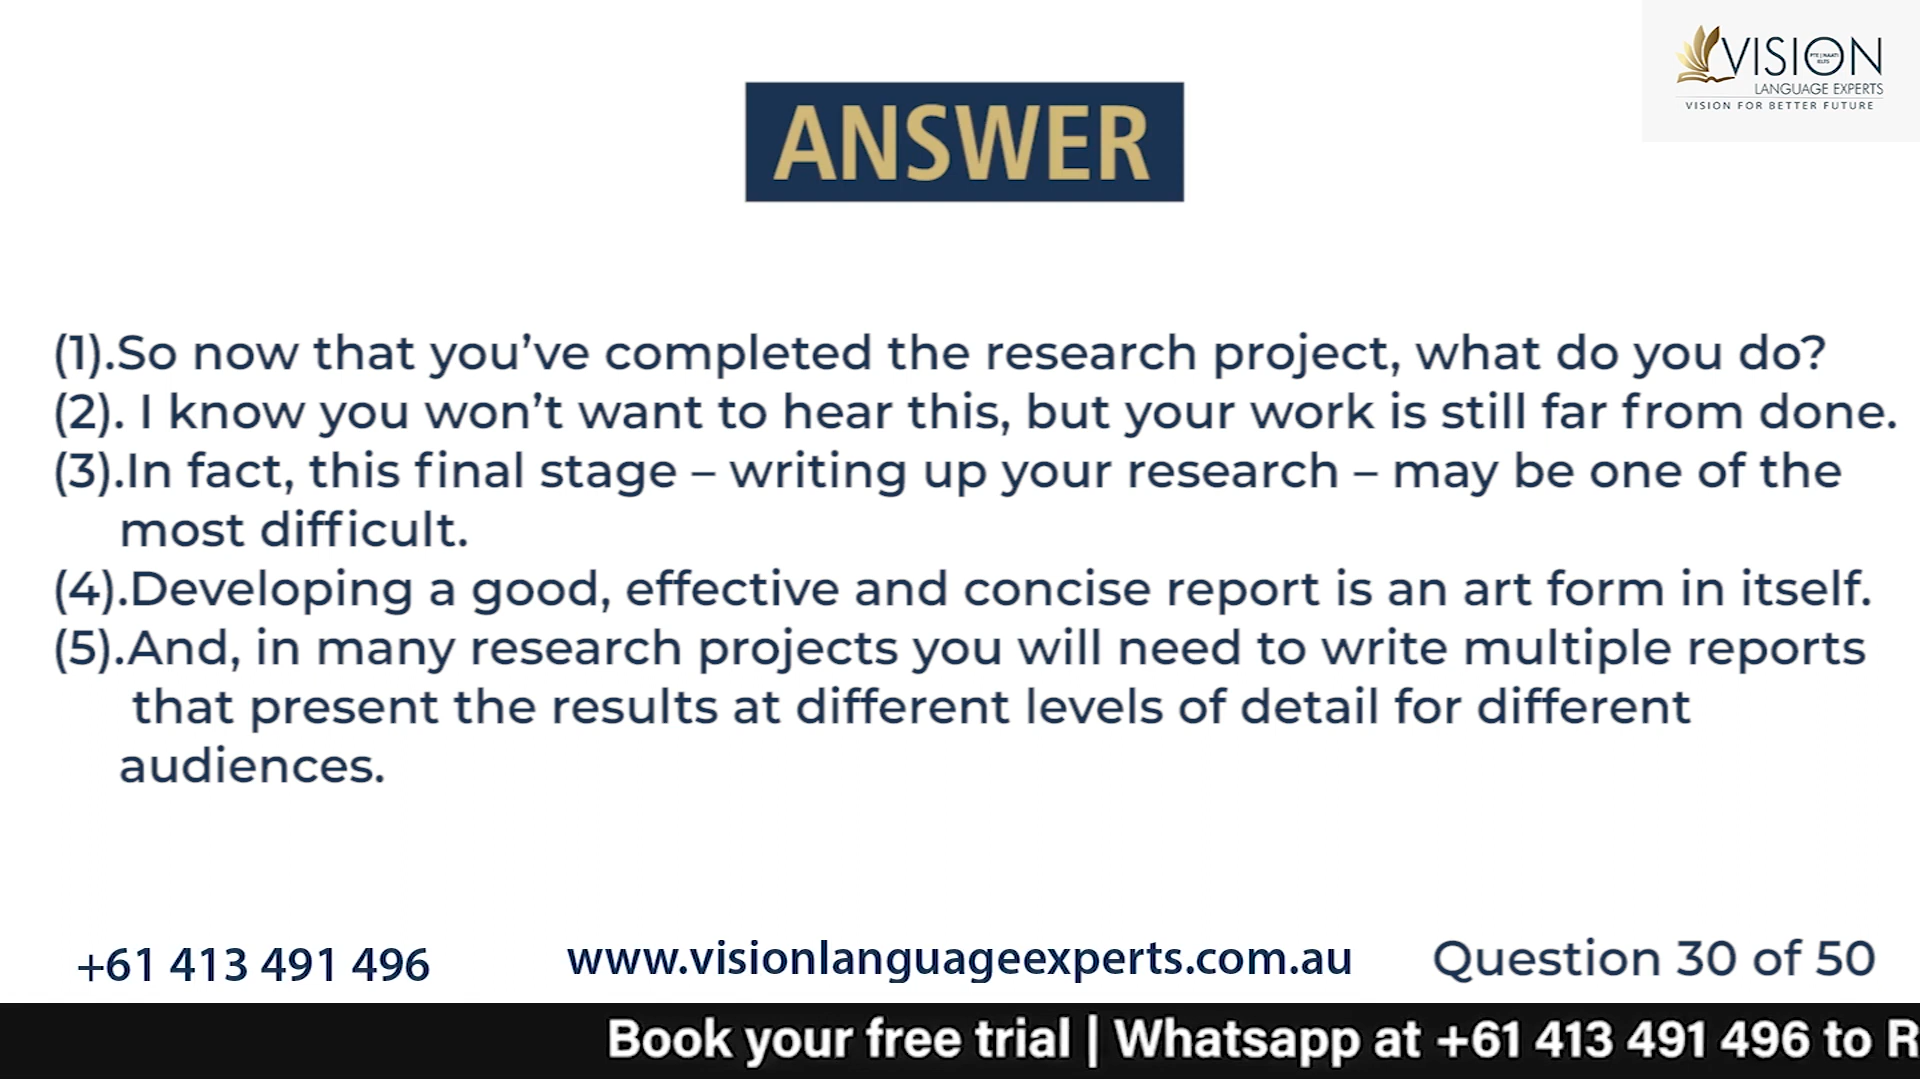 VISION
PTE | NAATI
IELTS
LANGUAGE EXPERTS
VISION FOR BETTER FUTURE
ANSWER
(1).So now that you’ve completed the research project, what do you do?
(2). I know you won’t want to hear this, but your work is still far from done.
(3).In fact, this final stage – writing up your research – may be one of the
most difficult.
(4).Developing a good, effective and concise report is an art form in itself.
(5).And, in many research projects you will need to write multiple reports
that present the results at different levels of detail for different
audiences.
+61 413 491 496
www.visionlanguageexperts.com.au
Question 30 of 50
Book your free trial | Whatsapp at +61 413 491 496 to R